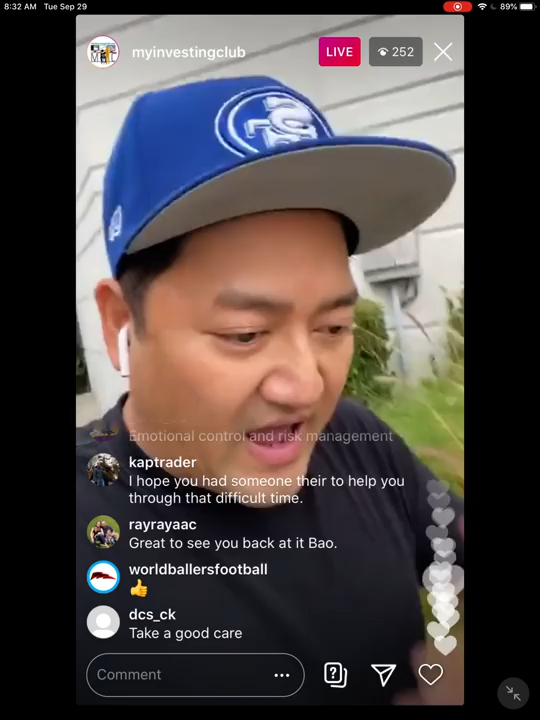 8:32 AM Tue Sep 29
89%
myinvestingclub
LIVE
252
Emotional control and risk management
kaptrader
I hope you had someone their to help you
through that difficult time.
rayrayaac
Great to see you back at it Bao.
worldballersfootball
👍
dcs_ck
Take a good care
Comment